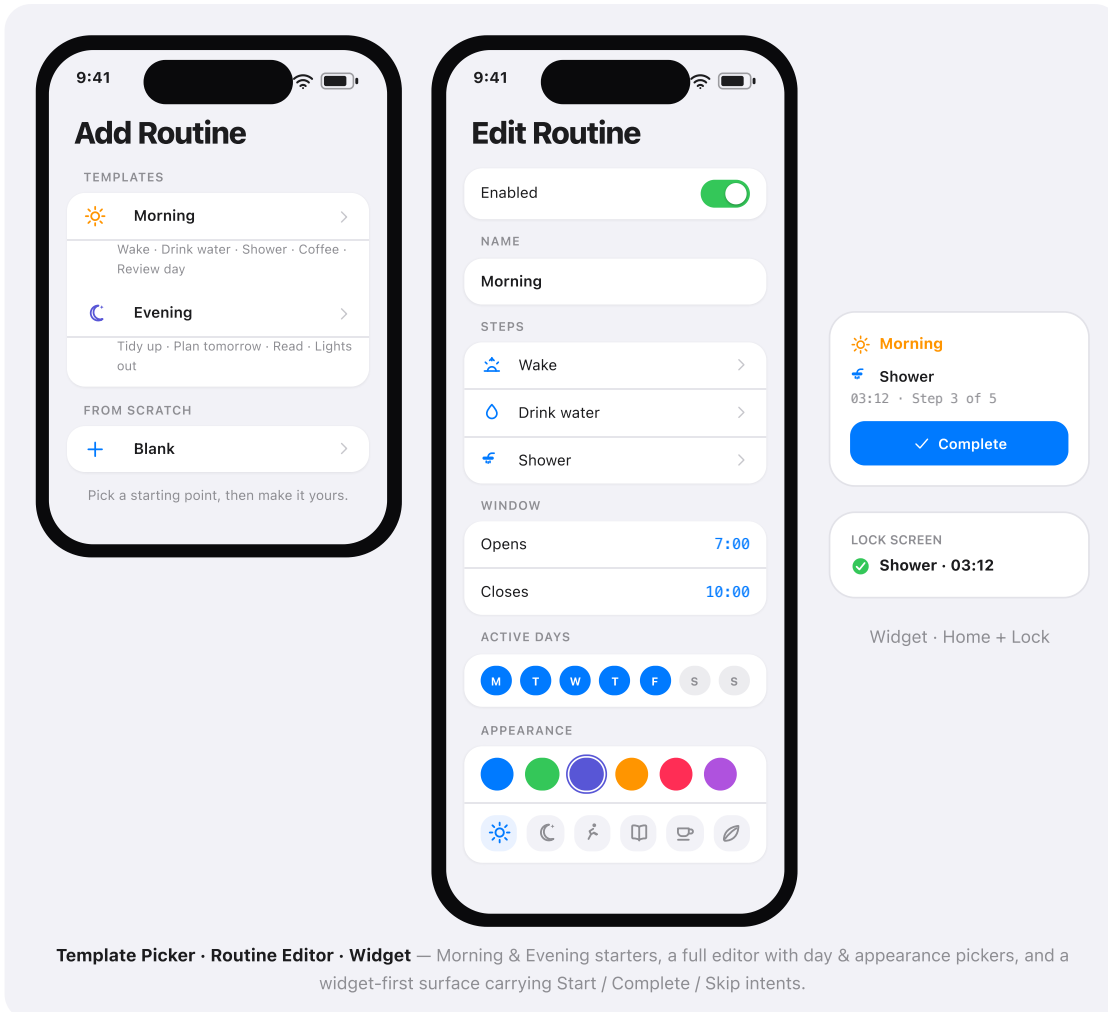 9:41
Add Routine
TEMPLATES
Morning
Wake · Drink water · Shower · Coffee ·
Review day
Evening
Tidy up · Plan tomorrow · Read · Lights
out
FROM SCRATCH
Blank
Pick a starting point, then make it yours.
9:41
Edit Routine
Enabled
NAME
Morning
STEPS
Wake
Drink water
Shower
WINDOW
Opens 7:00
Closes 10:00
ACTIVE DAYS
M T W T F S S
APPEARANCE
Morning
Shower
03:12 · Step 3 of 5
Complete
LOCK SCREEN
Shower · 03:12
Widget · Home + Lock
Template Picker · Routine Editor · Widget — Morning & Evening starters, a full editor with day & appearance pickers, and a
widget-first surface carrying Start / Complete / Skip intents.